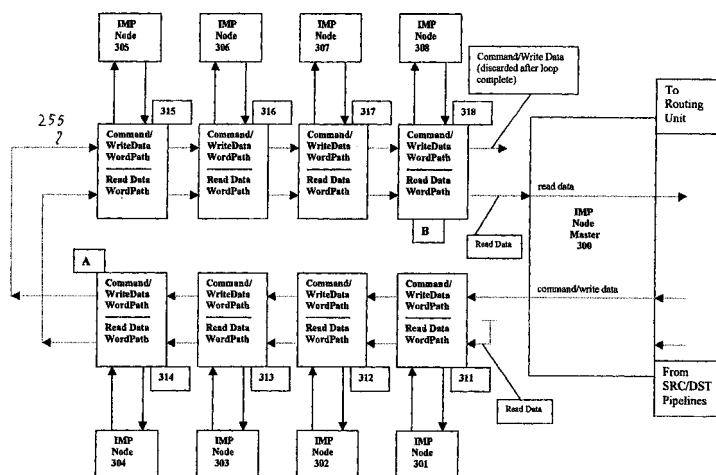 IMP
Node
305
IMP
Node
306
IMP
Node
307
IMP
Node
308
Command/Write Data
(discarded after loop
complete)
To
Routing
Unit
255
315
316
317
318
Command/
WriteData
WordPath
Read Data
WordPath
Command/
WriteData
WordPath
Read Data
WordPath
Command/
WriteData
WordPath
Read Data
WordPath
Command/
WriteData
WordPath
Read Data
WordPath
read data
IMP
Node
Master
300
B
Read Data
A
Command/
WriteData
WordPath
Read Data
WordPath
Command/
WriteData
WordPath
Read Data
WordPath
Command/
WriteData
WordPath
Read Data
WordPath
Command/
WriteData
WordPath
Read Data
WordPath
command/write data
314
313
312
311
Read Data
From
SRC/DST
Pipelines
IMP
Node
304
IMP
Node
303
IMP
Node
302
IMP
Node
301